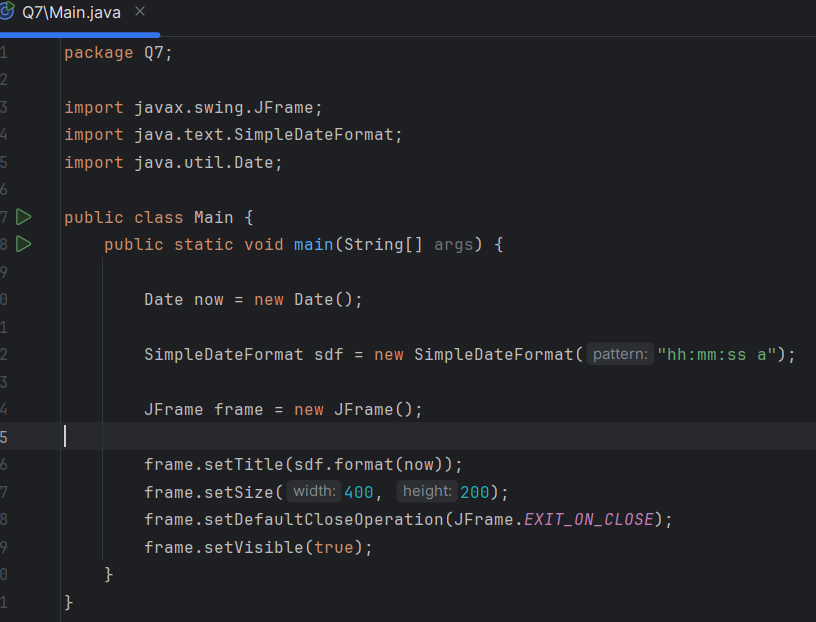 Q7\Main.java ×
1 package Q7;
2
3 import javax.swing.JFrame;
4 import java.text.SimpleDateFormat;
5 import java.util.Date;
6
7 public class Main {
8 public static void main(String[] args) {
9
0 Date now = new Date();
1
2 SimpleDateFormat sdf = new SimpleDateFormat( pattern: "hh:mm:ss a");
3
4 JFrame frame = new JFrame();
5
6 frame.setTitle(sdf.format(now));
7 frame.setSize( width: 400, height: 200);
8 frame.setDefaultCloseOperation(JFrame.EXIT_ON_CLOSE);
9 frame.setVisible(true);
0 }
1 }